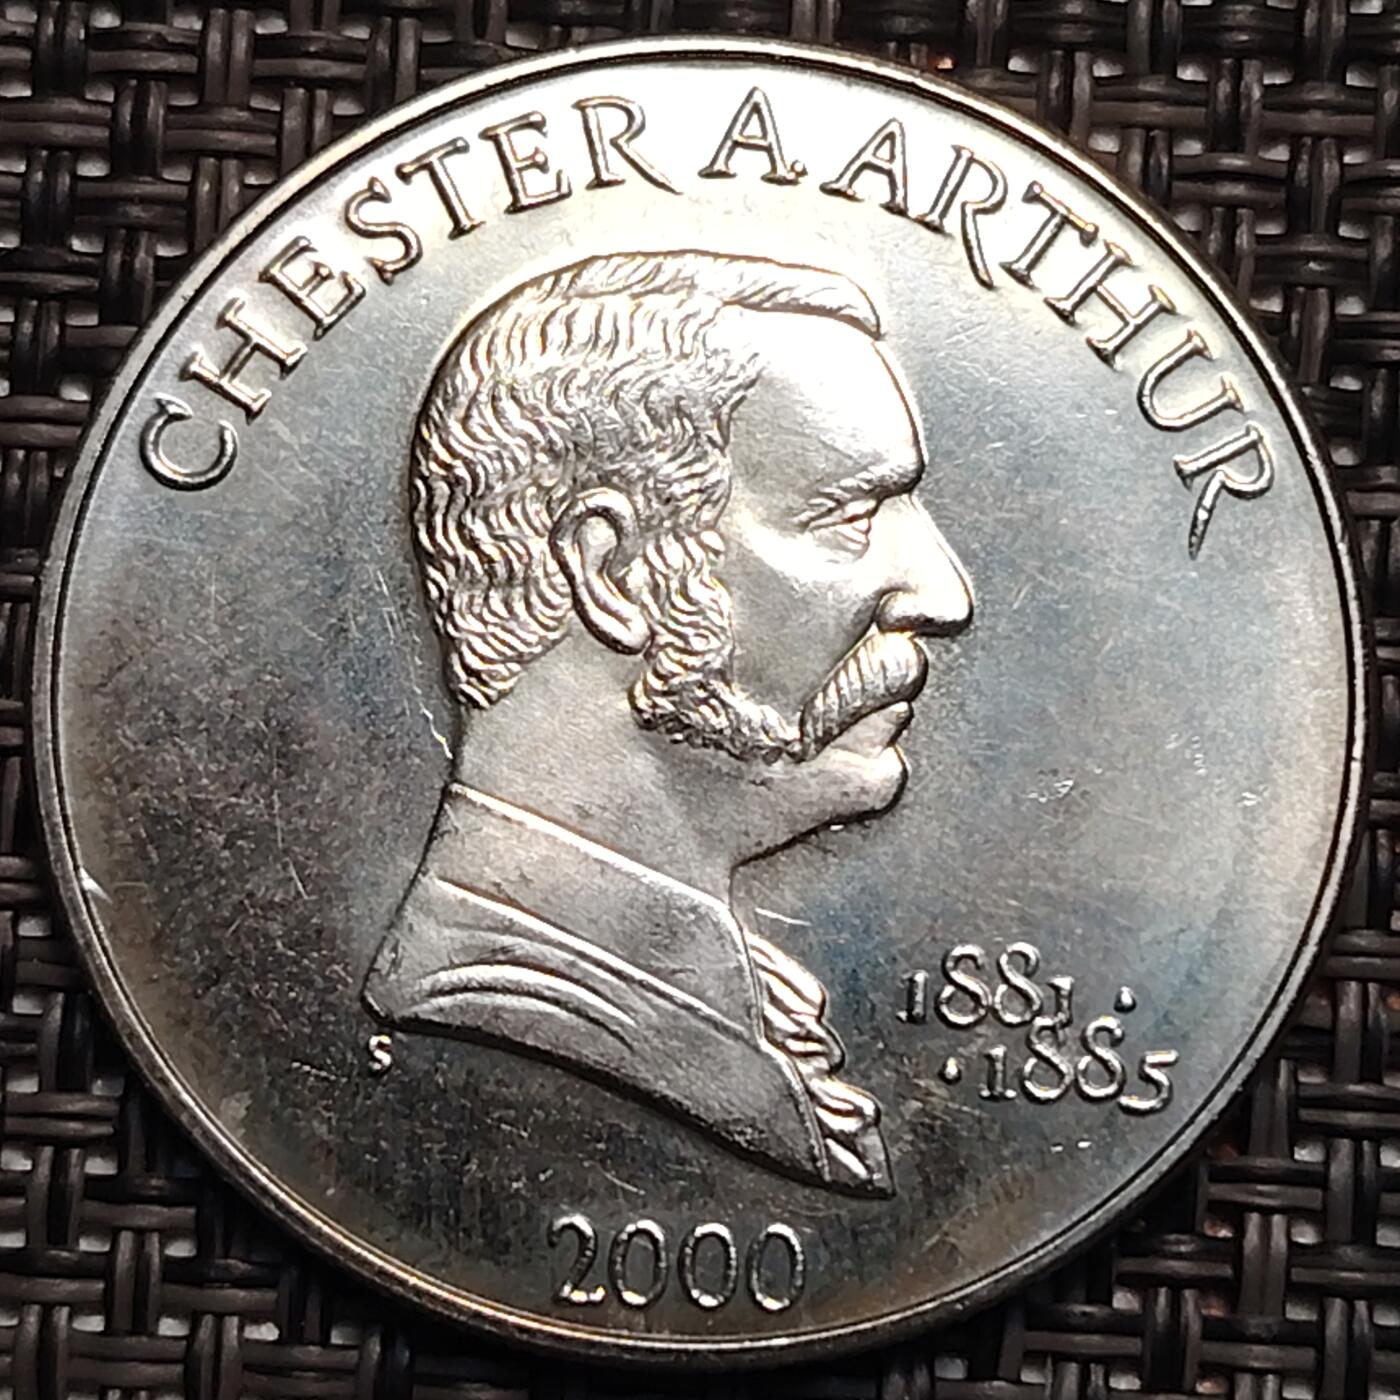 CHESTER A. ARTHUR
1881 ·
· 1885
S
2000